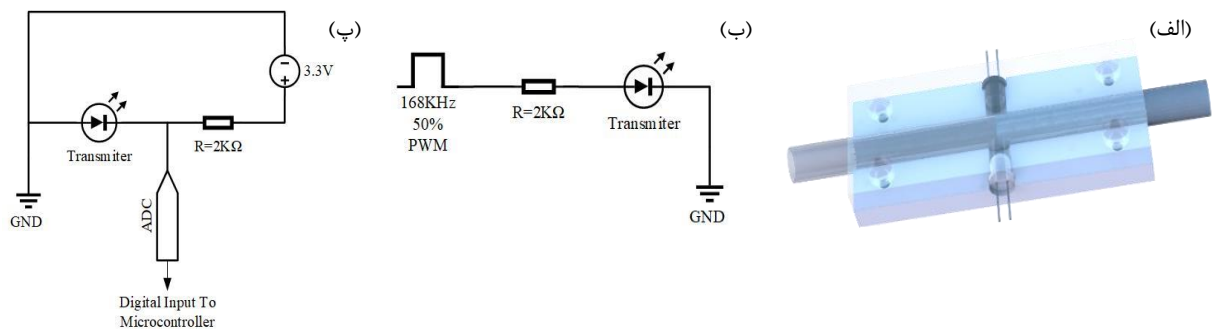 (الف)
(ب)
168KHz
50%
PWM
R=2KΩ
Transmiter
GND
(پ)
3.3V
Transmiter
R=2KΩ
GND
ADC
Digital Input To
Microcontroller